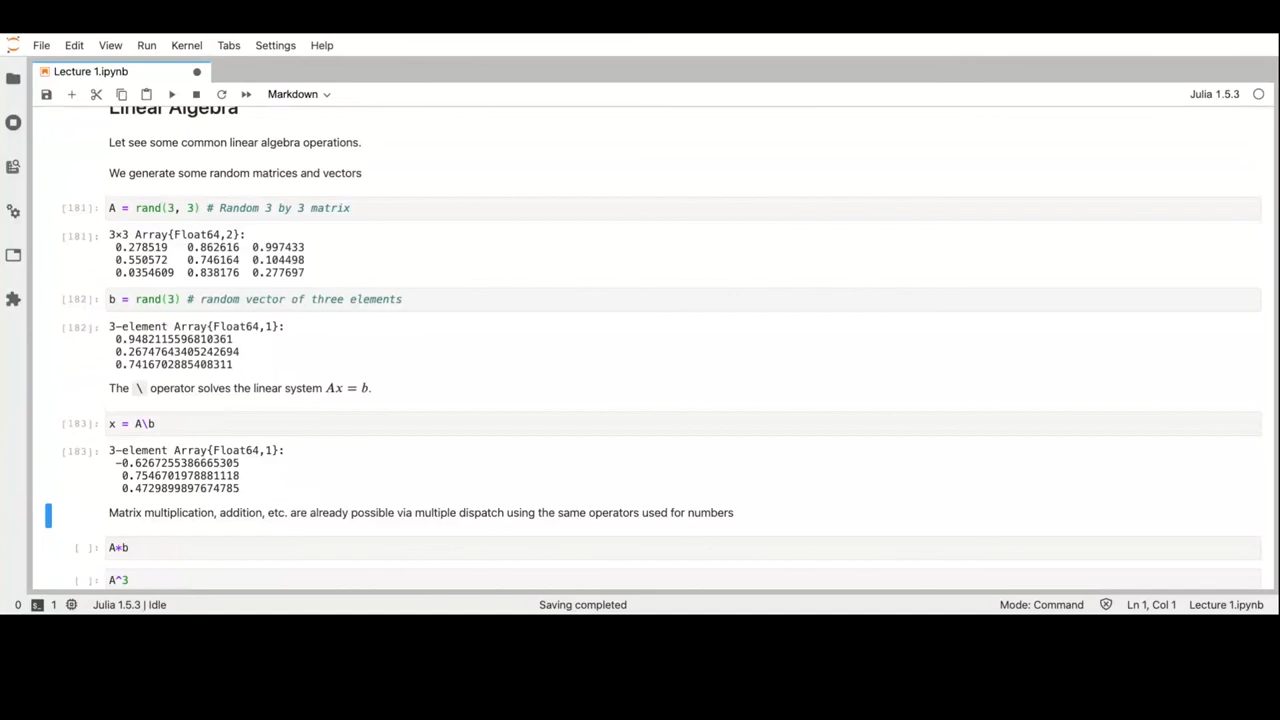 File Edit View Run Kernel Tabs Settings Help
Lecture 1.ipynb
Markdown Julia 1.5.3
Linear Algebra
Let see some common linear algebra operations.
We generate some random matrices and vectors
[181]: A = rand(3, 3) # Random 3 by 3 matrix
[181]: 3×3 Array{Float64,2}:
0.278519 0.862616 0.997433
0.550572 0.746164 0.104498
0.0354609 0.838176 0.277697
[182]: b = rand(3) # random vector of three elements
[182]: 3-element Array{Float64,1}:
0.9482115596810361
0.26747643405242694
0.7416702885408311
The \ operator solves the linear system Ax = b.
[183]: x = A\b
[183]: 3-element Array{Float64,1}:
-0.6267255386665305
0.7546701978881118
0.4729899897674785
Matrix multiplication, addition, etc. are already possible via multiple dispatch using the same operators used for numbers
[ ]: A*b
[ ]: A^3
0 1 Julia 1.5.3 | Idle Saving completed Mode: Command Ln 1, Col 1 Lecture 1.ipynb